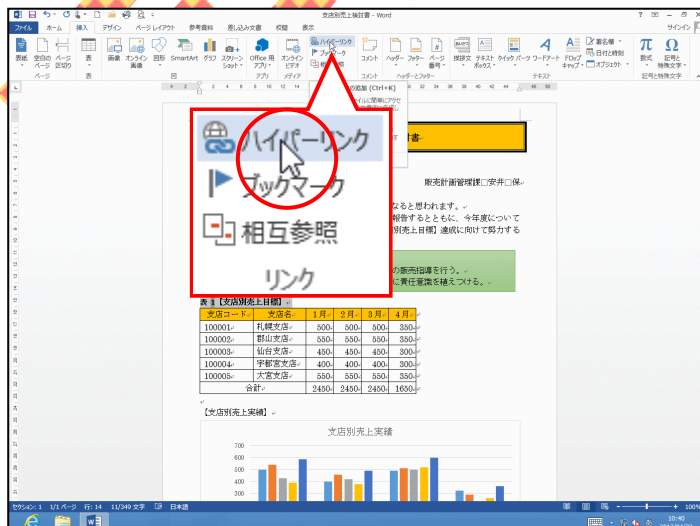 支店別売上検討書 - Word
サインイン
ファイル ホーム 挿入 デザイン ページ レイアウト 参考資料 差し込み文書 校閲 表示
表紙 空白のページ ページ区切り
表
画像 オンライン画像 図形 SmartArt グラフ スクリーンショット
Office 用アプリ
オンラインビデオ
ハイパーリンク
ブックマーク
コメント
ヘッダー フッター ページ番号
挨拶文 テキストボックス クイック パーツ ワードアート ドロップキャップ
署名欄
日付と時刻
オブジェクト
数式 記号と特殊文字
ページ 表 図 アプリ メディア コメント ヘッダーとフッター テキスト 記号と特殊文字
の追加 (Ctrl+K)
ハイパーリンク
ブックマーク
相互参照
リンク
書
販売計画管理課□安井□保
なると思われます。
報告するとともに、今年度について
別売上目標】達成に向けて努力する
の販売指導を行う。
に責任意識を植えつける。
表 1【支店別売上目標】
支店コード 支店名 1月 2月 3月 4月
100001 札幌支店 500 500 500 350
100002 郡山支店 550 550 550 350
100003 仙台支店 450 450 450 300
100004 宇都宮支店 400 400 400 300
100005 大宮支店 550 550 550 350
合計 2450 2450 2450 1650
【支店別売上実績】
支店別売上実績
700
600
500
400
300
セクション: 1 1/1 ページ 行: 14 11/349 文字 日本語
100%
10:40